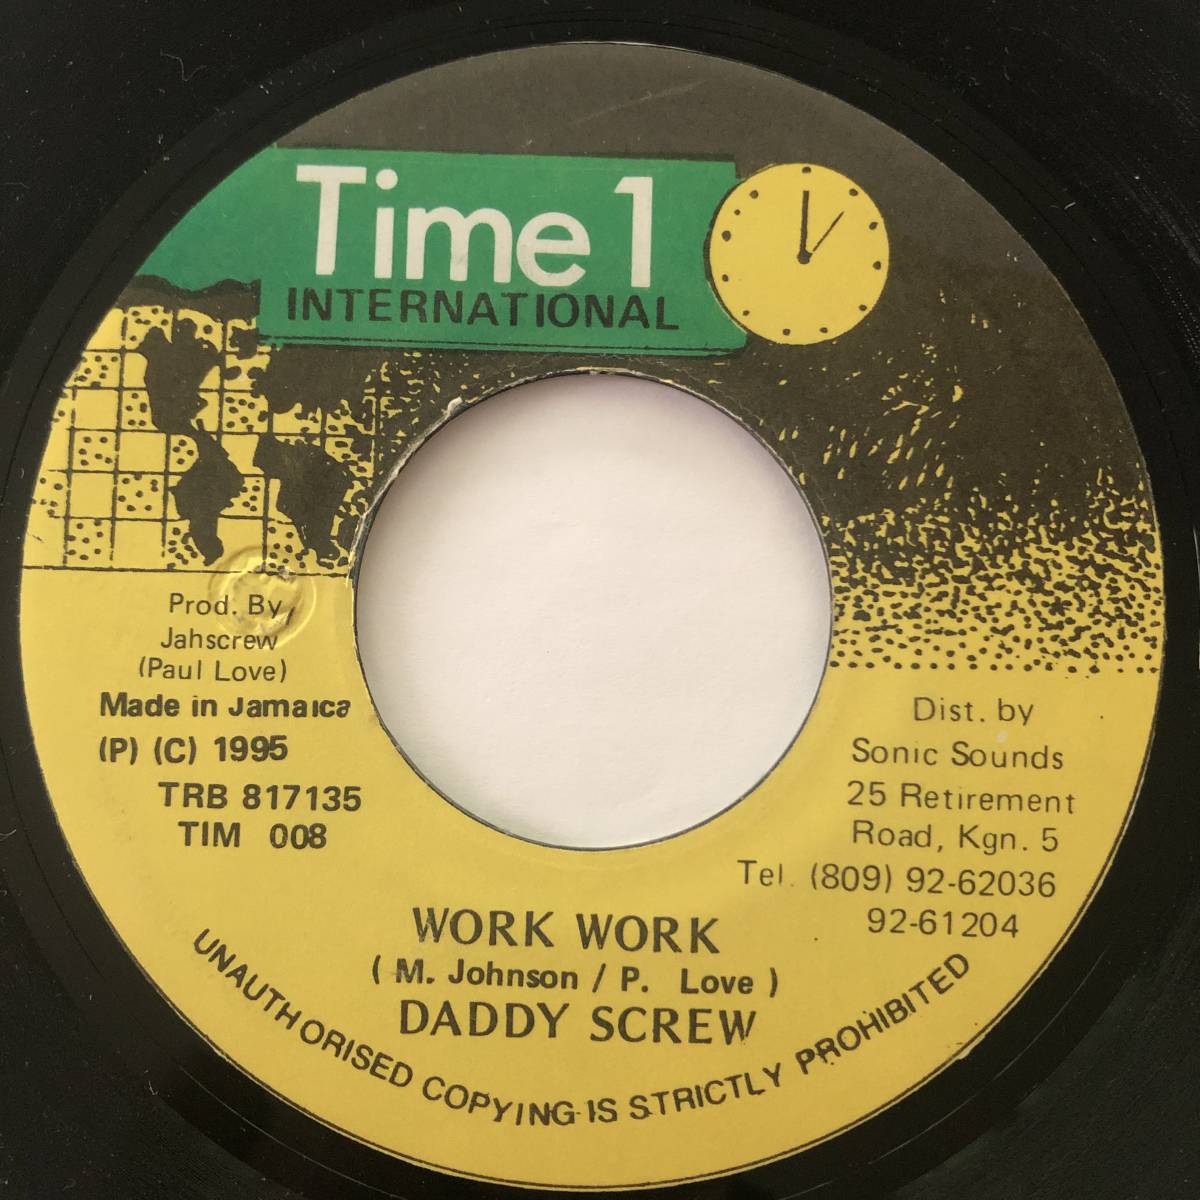 Time 1
INTERNATIONAL
Prod. By,
Jahscrew
(Paul Love)
Made in Jamaica
(P) (C) 1995
TRB 817135
TIM 008
Dist. by
Sonic Sounds
25 Retirement
Road, Kgn. 5
Tel. (809) 92-62036
92-61204
WORK WORK
( M. Johnson / P. Love )
DADDY SCREW
UNAUTHORISED COPYING IS STRICTLY PROHIBITED